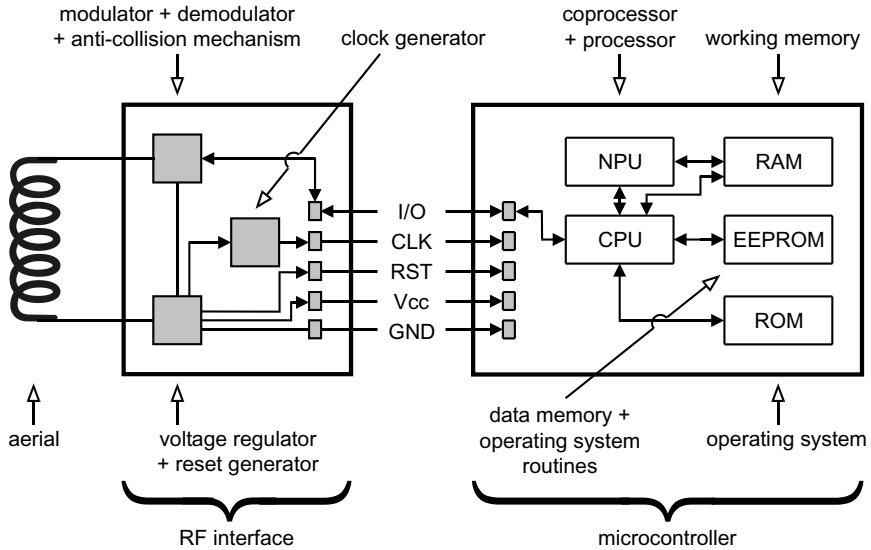 modulator + demodulator
+ anti-collision mechanism
clock generator
coprocessor
+ processor
working memory
NPU
RAM
I/O
CLK
CPU
EEPROM
RST
Vcc
GND
ROM
aerial
voltage regulator
+ reset generator
data memory +
operating system
routines
operating system
RF interface
microcontroller